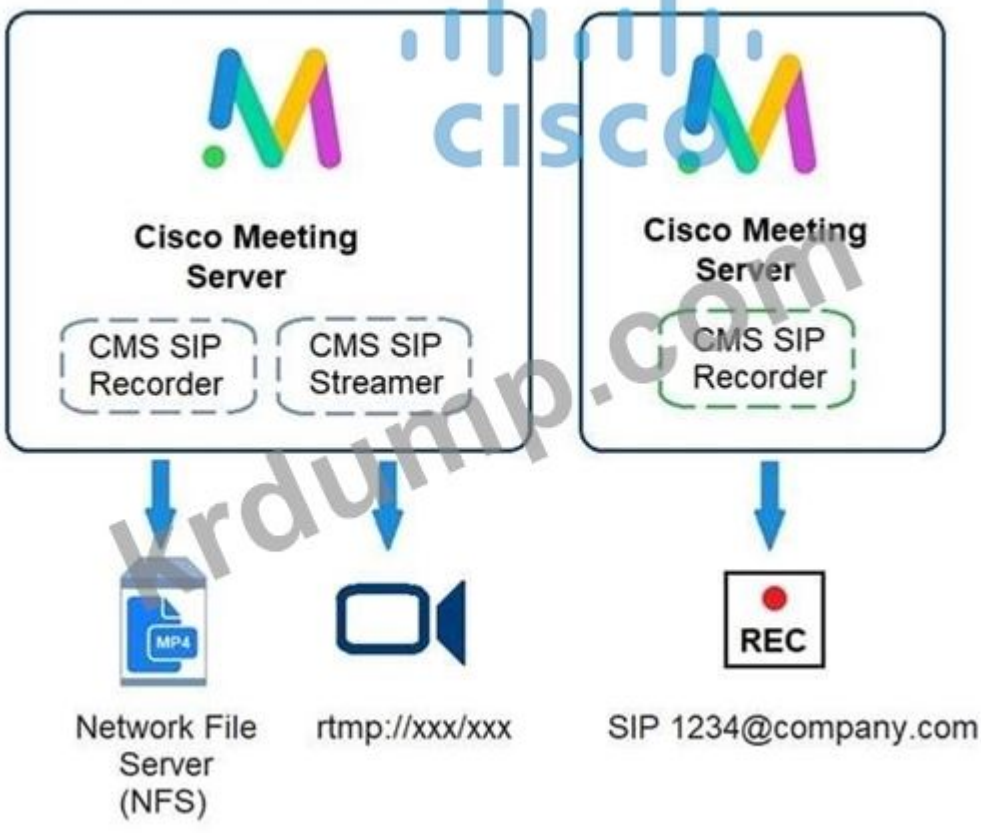 CISCO
Cisco Meeting
Server
CMS SIP
Recorder
CMS SIP
Streamer
Cisco Meeting
Server
CMS SIP
Recorder
krdump.com
MP4
Network File
Server
(NFS)
rtmp://xxx/xxx
REC
SIP 1234@company.com